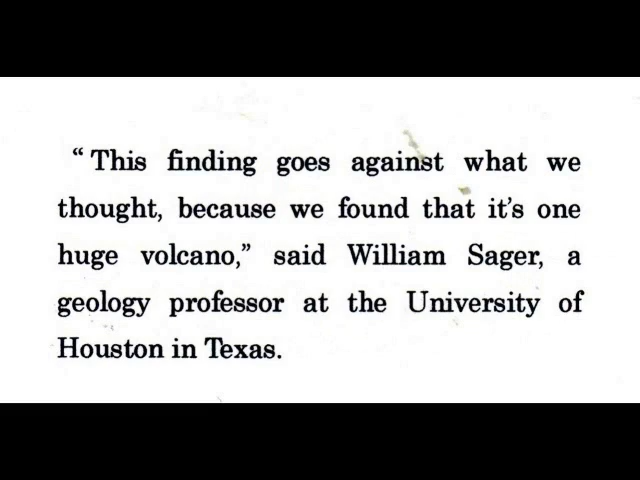 “ This finding goes against what we
thought, because we found that it’s one
huge volcano,” said William Sager, a
geology professor at the University of
Houston in Texas.